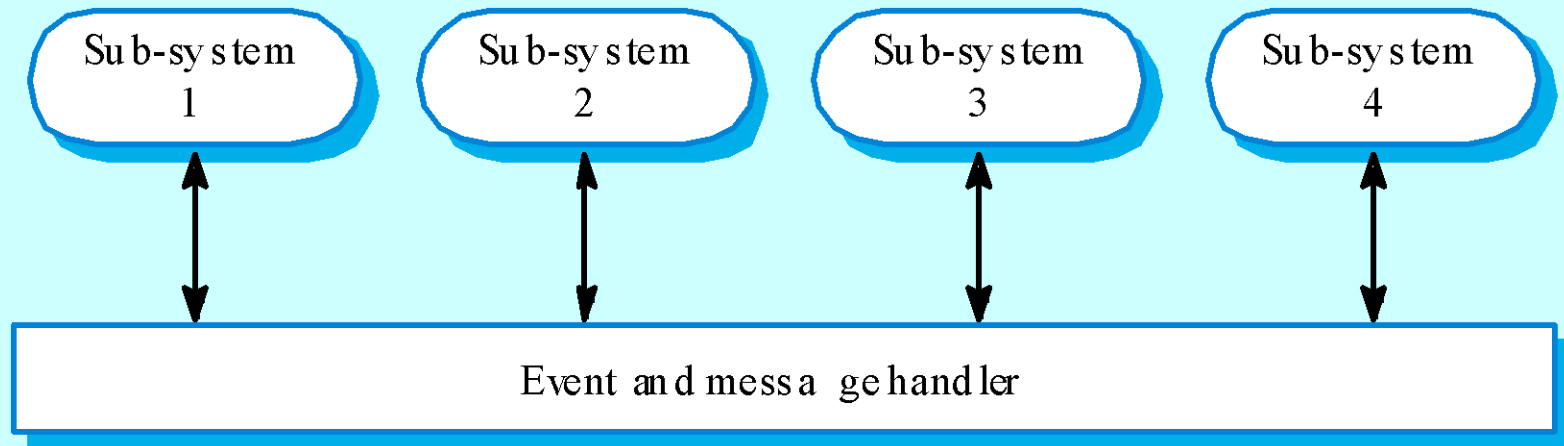 Sub-system
1
Sub-system
2
Sub-system
3
Sub-system
4
Event and message handler